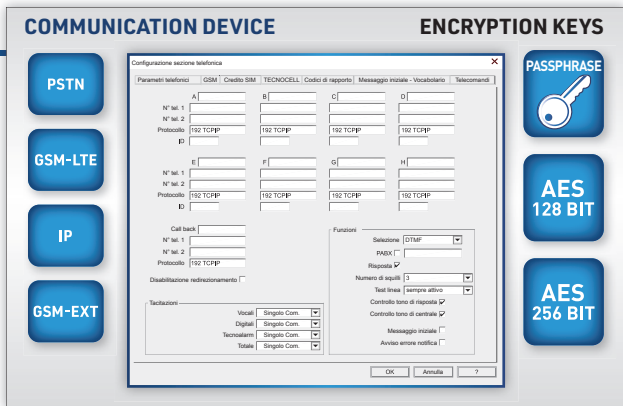 COMMUNICATION DEVICE
ENCRYPTION KEYS
PSTN
GSM-LTE
IP
GSM-EXT
Configurazione sezione telefonica
X
Parametri telefonici GSM Credito SIM TECNOCELL Codici di rapporto Messaggio iniziale - Vocabolario Telecomandi
A B C D
N° tel. 1
N° tel. 2
Protocollo 192 TCPIP 192 TCPIP 192 TCPIP 192 TCPIP
ID
E F G H
N° tel. 1
N° tel. 2
Protocollo 192 TCPIP 192 TCPIP 192 TCPIP 192 TCPIP
ID
Call back
N° tel. 1
N° tel. 2
Protocollo 192 TCPIP
Disabilitazione redirezionamento
Tacitazioni
Vocali Singolo Com.
Digitali Singolo Com.
Tecnoalarm Singolo Com.
Totale Singolo Com.
Funzioni
Selezione DTMF
PABX
Risposta
Numero di squilli 3
Test linea sempre attivo
Controllo tono di risposta
Controllo tono di centrale
Messaggio iniziale
Avviso errore notifica
OK Annulla ?
PASSPHRASE
AES
128 BIT
AES
256 BIT